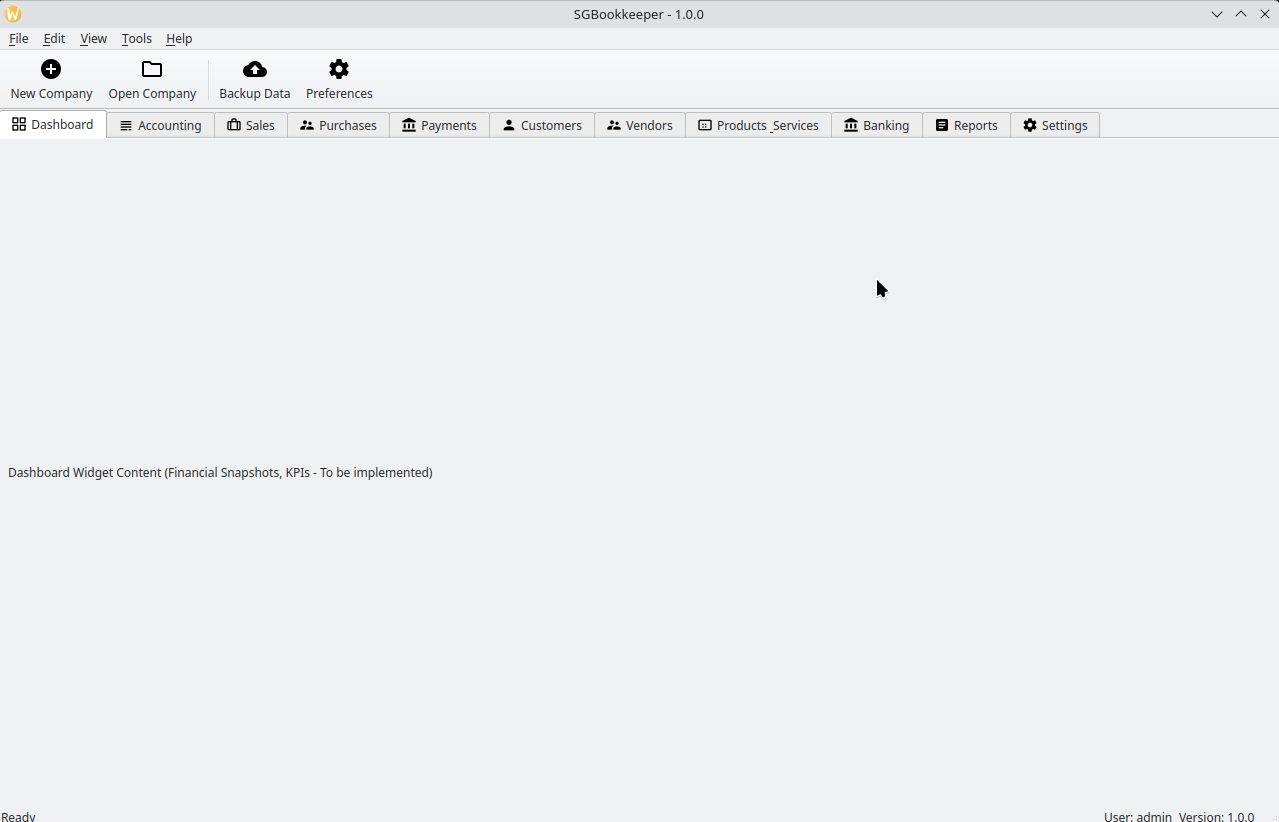 SGBookkeeper - 1.0.0
File Edit View Tools Help
New Company Open Company Backup Data Preferences
Dashboard Accounting Sales Purchases Payments Customers Vendors Products _Services Banking Reports Settings
Dashboard Widget Content (Financial Snapshots, KPIs - To be implemented)
Ready User: admin Version: 1.0.0